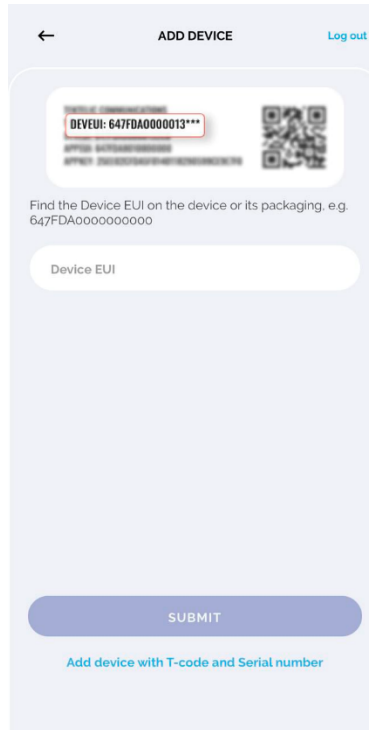 ADD DEVICE
Log out
DEVEUI: 647FDA0000013***
Find the Device EUI on the device or its packaging, e.g.
647FDA0000000000
Device EUI
SUBMIT
Add device with T-code and Serial number